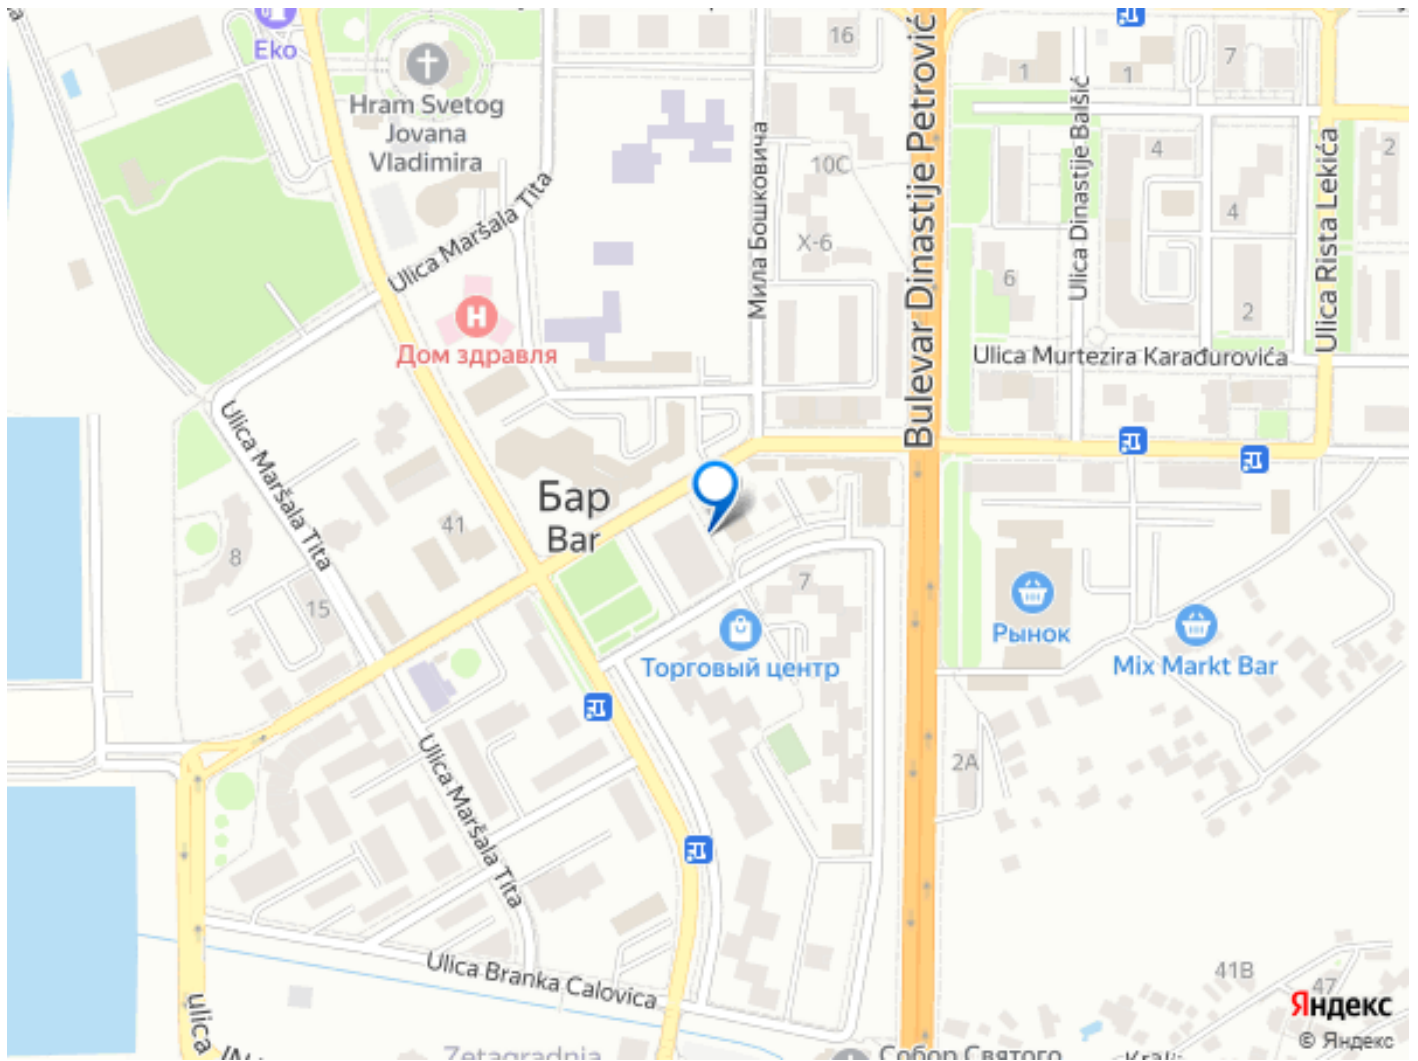 16
Eko
Hram Svetog
Jovana
Vladimira
Ulica Maršala Tita
Мила Бошковича
10C
X-6
Bulevar Dinastije Petrović
1
1
7
Ulica Dinastije Balšić
4
4
2
6
2
Ulica Rista Lekića
Ulica Murtezira Karađurovića
Дом здравля
Ulica Maršala Tita
Бар
Bar
41
8
15
7
Торговый центр
Рынок
Mix Markt Bar
Ulica Maršala Tita
2A
Ulica Branka Calovica
ulica
41B
47
Яндекс
© Яндекс
Zetagradnja
Собор Святого